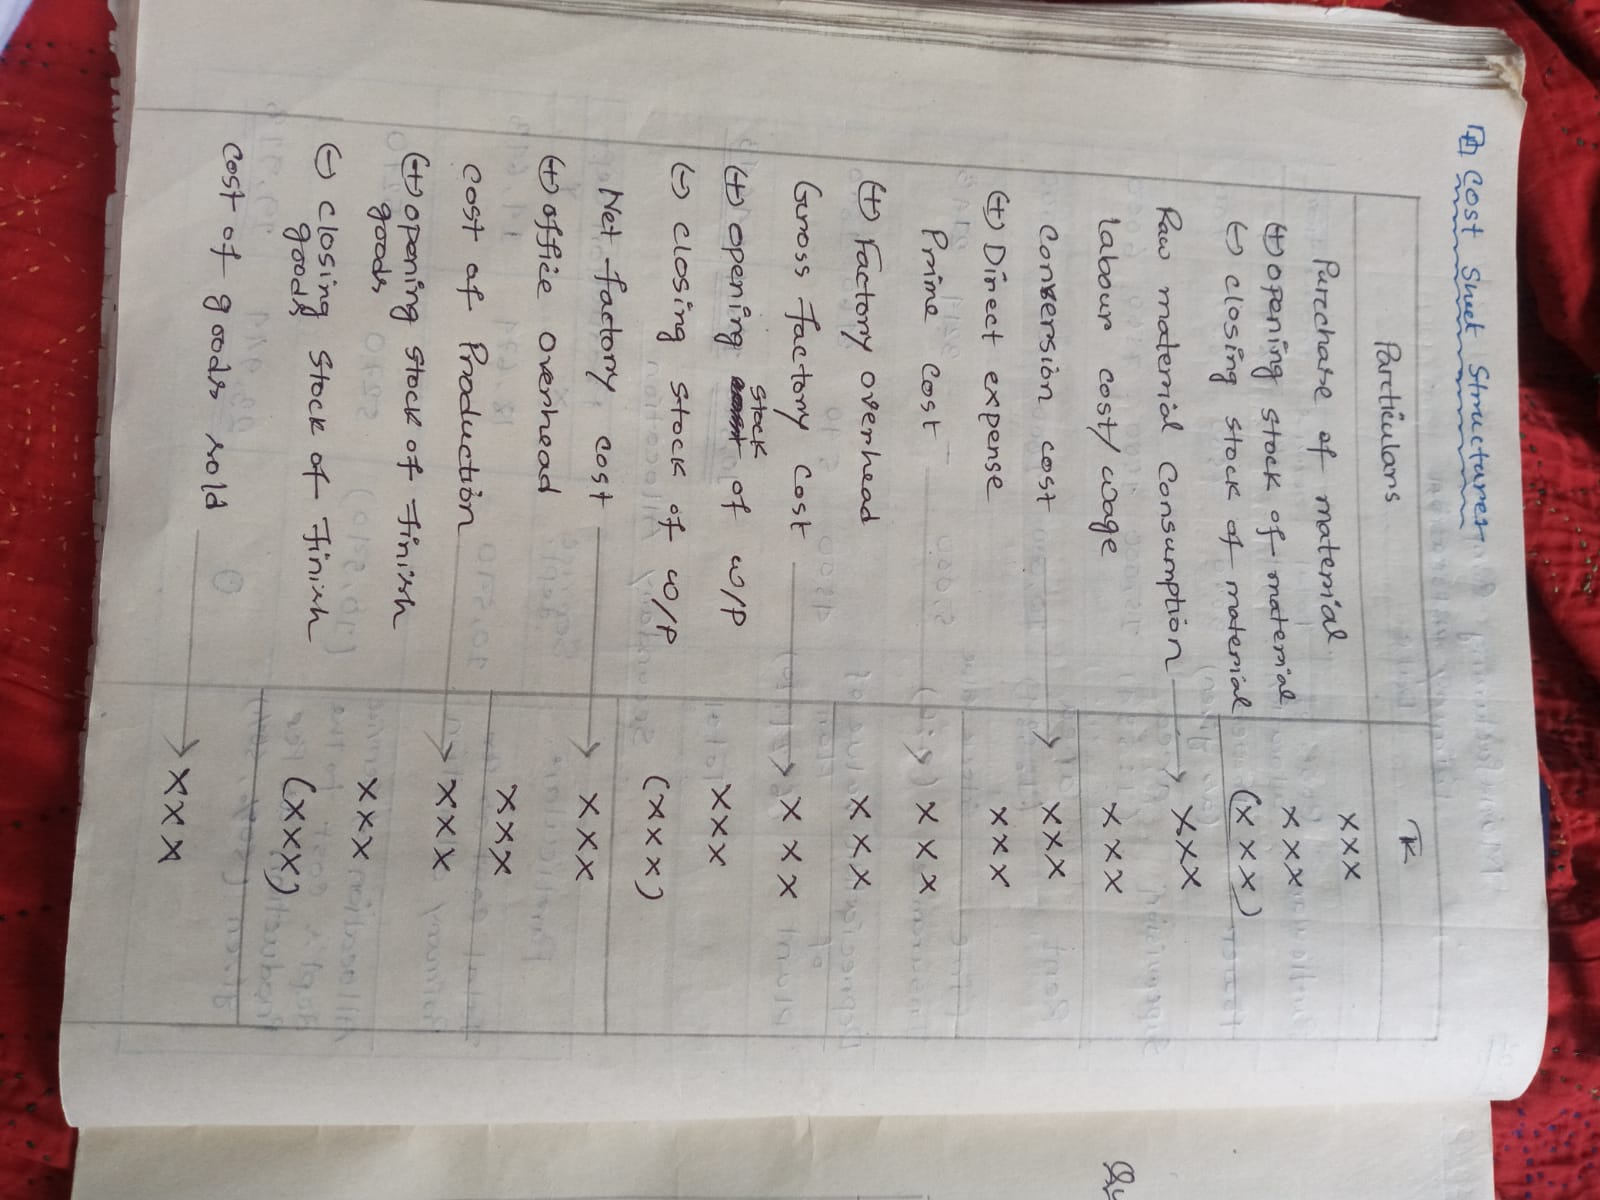 Cost Sheet Structures
Particulars Tk
Purchase of material xxx
(+) opening stock of material xxx
(-) closing stock of material (xxx)
Raw material Consumption → xxx
labour cost/wage xxx
Conversion cost → xxx
(+) Direct expense xxx
Prime cost → xxx
(+) Factory overhead xxx
Gross factory cost → xxx
(+) opening stock of w/p xxx
(-) closing stock of w/p (xxx)
Net factory cost → xxx
(+) office overhead xxx
cost of Production → xxx
(+) opening stock of finish xxx
goods
(-) closing stock of finish (xxx)
goods
cost of goods sold → xxx